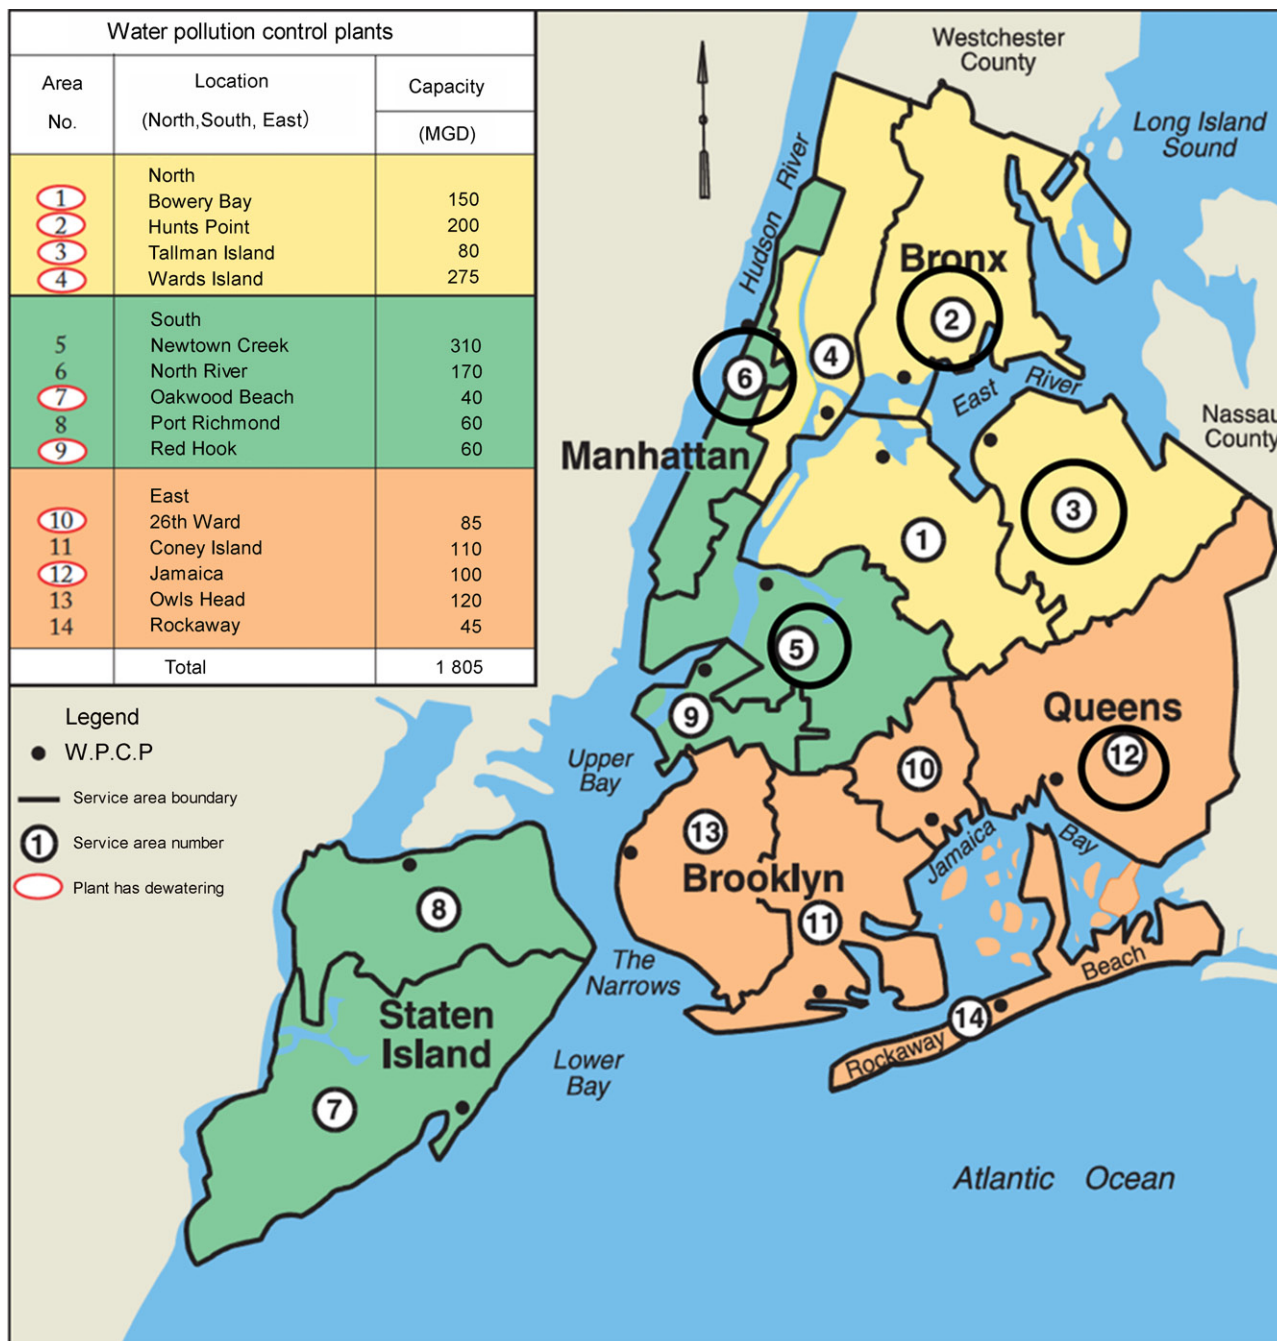 Water pollution control plants
Area No. Location (North,South, East) Capacity (MGD)
North
1 Bowery Bay 150
2 Hunts Point 200
3 Tallman Island 80
4 Wards Island 275
South
5 Newtown Creek 310
6 North River 170
7 Oakwood Beach 40
8 Port Richmond 60
9 Red Hook 60
East
10 26th Ward 85
11 Coney Island 110
12 Jamaica 100
13 Owls Head 120
14 Rockaway 45
Total 1 805
Legend
W.P.C.P
Service area boundary
1 Service area number
Plant has dewatering
Westchester
County
Long Island
Sound
Hudson River
Bronx
2
4
6
East River
Nassau
County
Manhattan
3
1
5
9
Queens
12
10
Upper
Bay
13
Jamaica Bay
Brooklyn
8
11
The
Narrows
Beach
Staten
Island
14
Rockaway
Lower
Bay
7
Atlantic Ocean